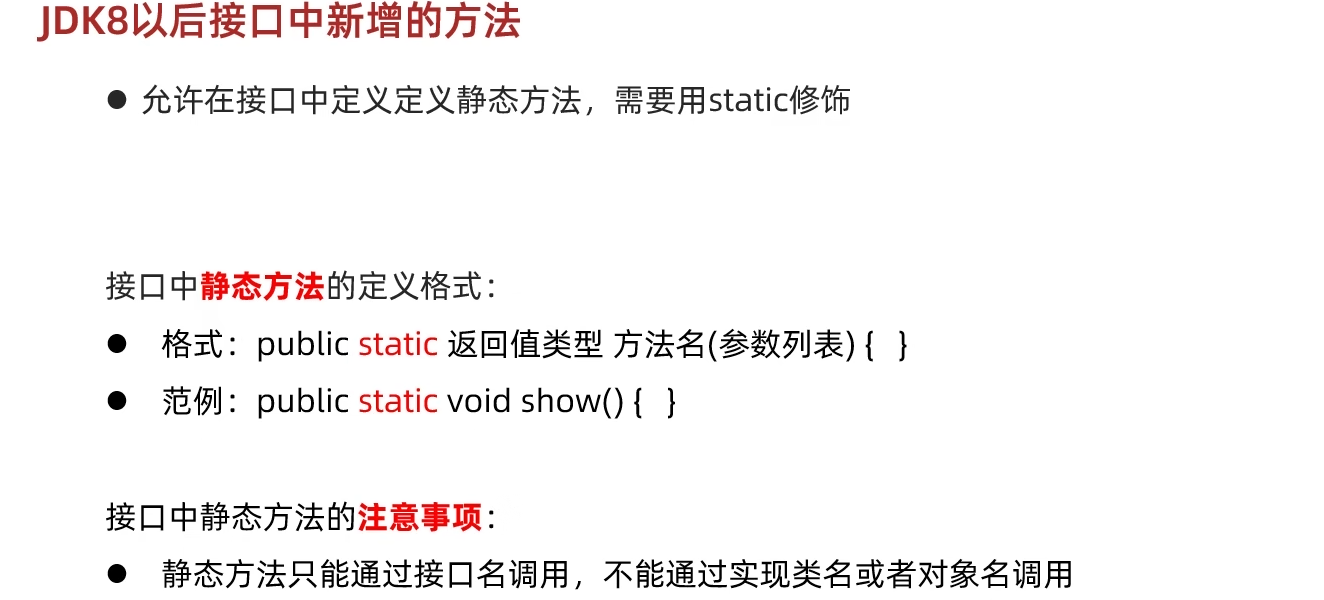 JDK8以后接口中新增的方法
● 允许在接口中定义定义静态方法，需要用static修饰
接口中静态方法的定义格式：
● 格式：public static 返回值类型 方法名(参数列表) { }
● 范例：public static void show() { }
接口中静态方法的注意事项：
● 静态方法只能通过接口名调用，不能通过实现类名或者对象名调用